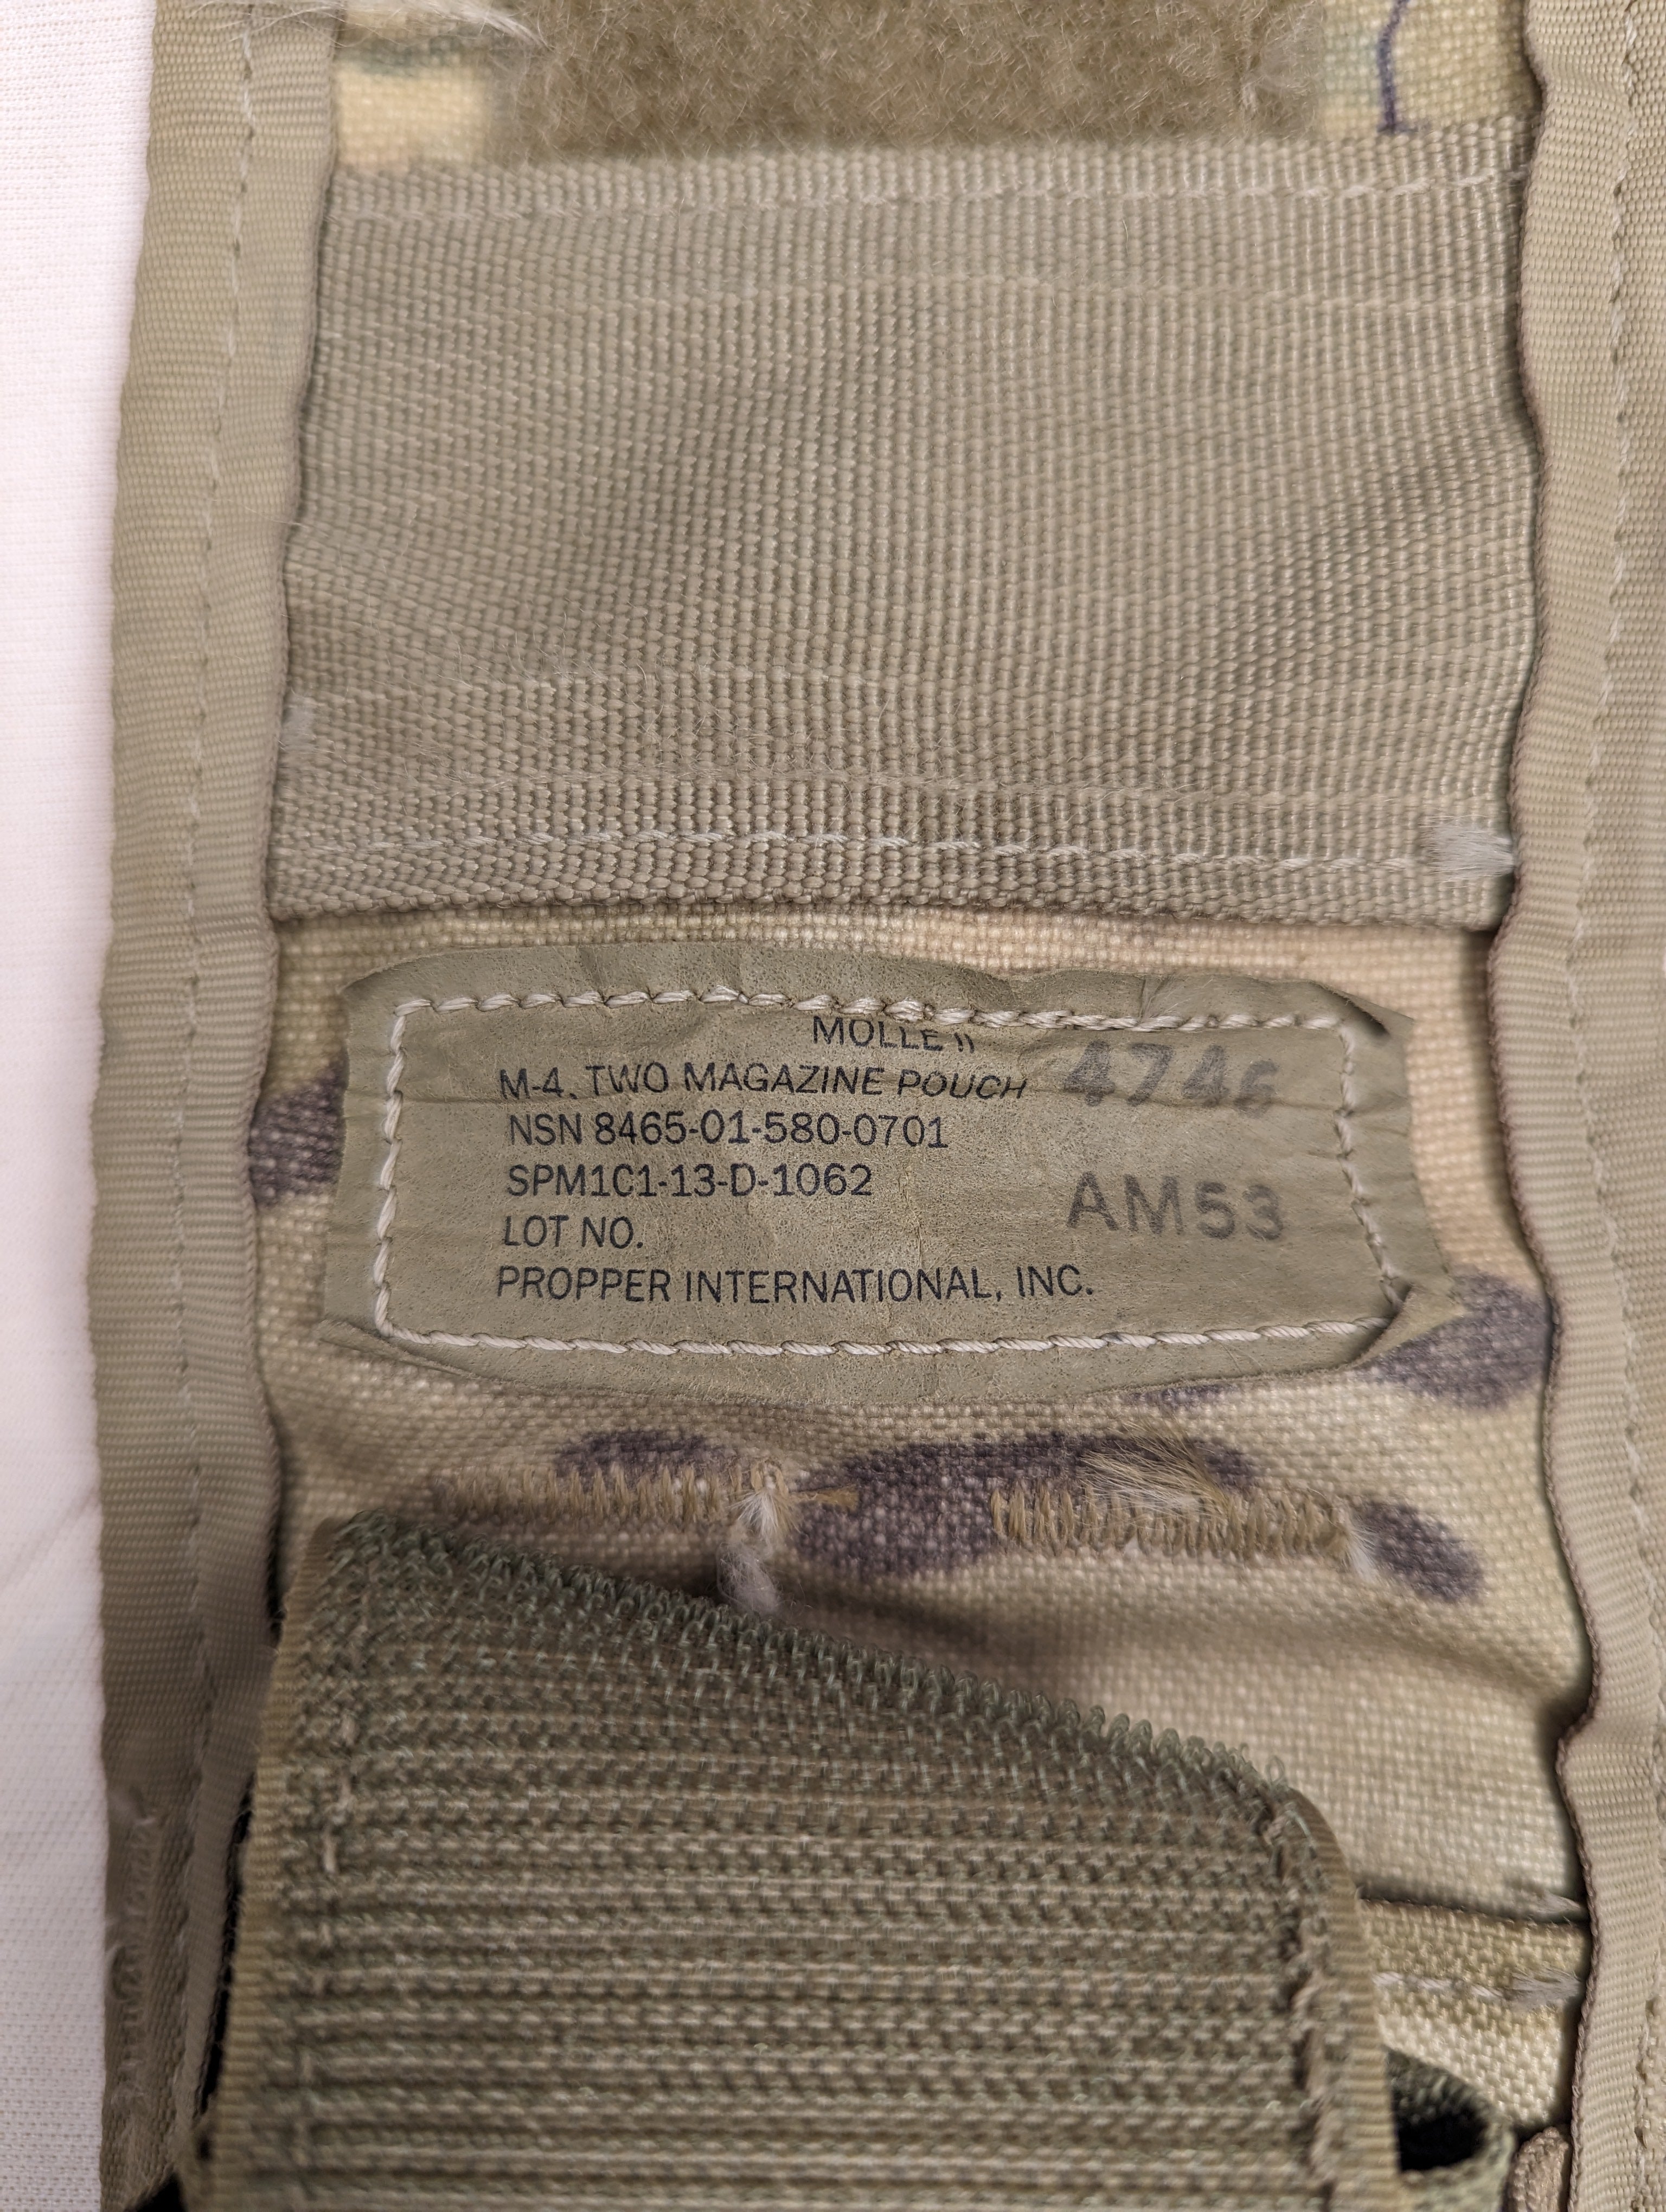 MOLLE II
M-4, TWO MAGAZINE POUCH 4746
NSN 8465-01-580-0701
SPM1C1-13-D-1062 AM53
LOT NO.
PROPPER INTERNATIONAL, INC.